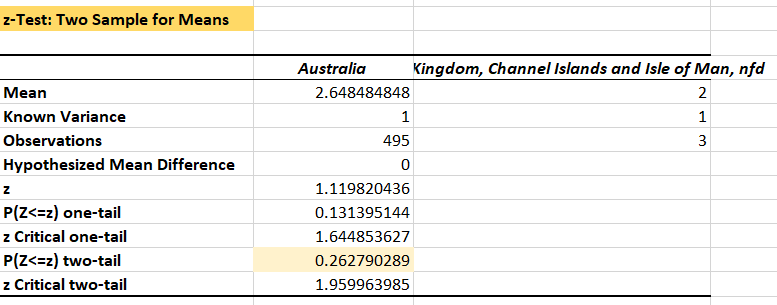 z-Test: Two Sample for Means
Australia Kingdom, Channel Islands and Isle of Man, nfd
Mean 2.648484848 2
Known Variance 1 1
Observations 495 3
Hypothesized Mean Difference 0
z 1.119820436
P(Z<=z) one-tail 0.131395144
z Critical one-tail 1.644853627
P(Z<=z) two-tail 0.262790289
z Critical two-tail 1.959963985